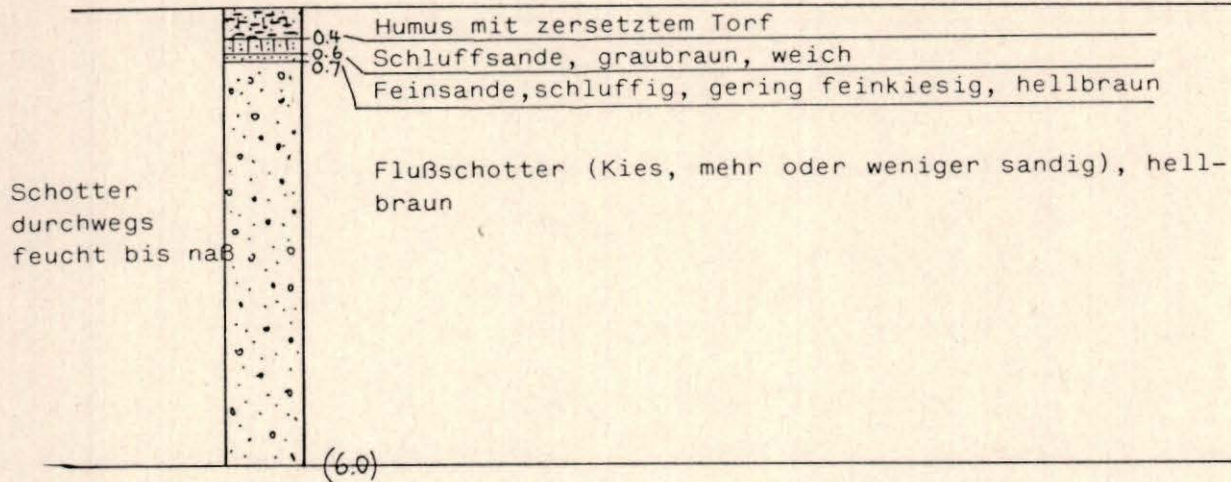 Humus mit zersetztem Torf
0.4
Schluffsande, graubraun, weich
0.6
Feinsande,schluffig, gering feinkiesig, hellbraun
0.7
Flußschotter (Kies, mehr oder weniger sandig), hell-
braun
Schotter
durchwegs
feucht bis naß
(6.0)